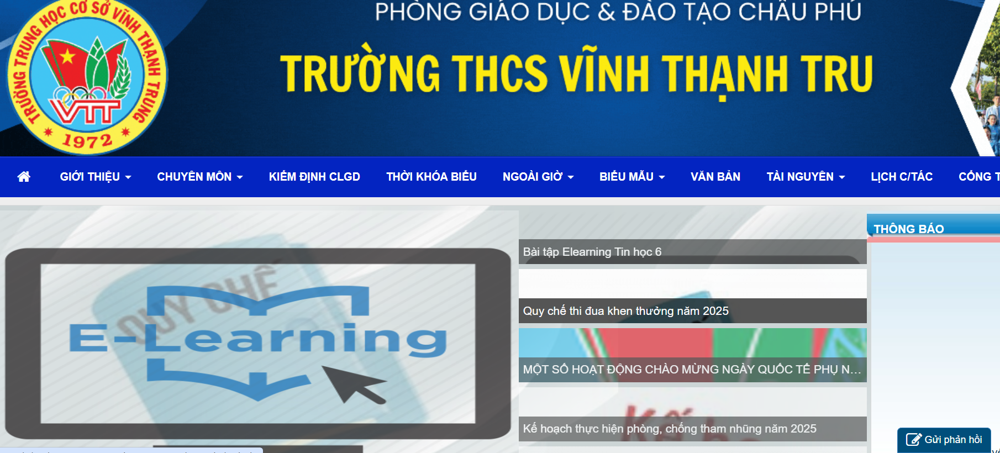 TRƯỜNG TRUNG HỌC CƠ SỞ VĨNH THẠNH TRUNG
VTT
1972
PHÒNG GIÁO DỤC & ĐÀO TẠO CHÂU PHÚ
TRƯỜNG THCS VĨNH THẠNH TRU
GIỚI THIỆU
CHUYÊN MÔN
KIỂM ĐỊNH CLGD
THỜI KHÓA BIỂU
NGOÀI GIỜ
BIỂU MẪU
VĂN BẢN
TÀI NGUYÊN
LỊCH C/TÁC
CỔNG T
QUY CHẾ
E-Learning
Bài tập Elearning Tin học 6
Quy chế thi đua khen thưởng năm 2025
MỘT SỐ HOẠT ĐỘNG CHÀO MỪNG NGÀY QUỐC TẾ PHỤ N...
Kế ho
Kế hoạch thực hiện phòng, chống tham nhũng năm 2025
THÔNG BÁO
Gửi phản hồi